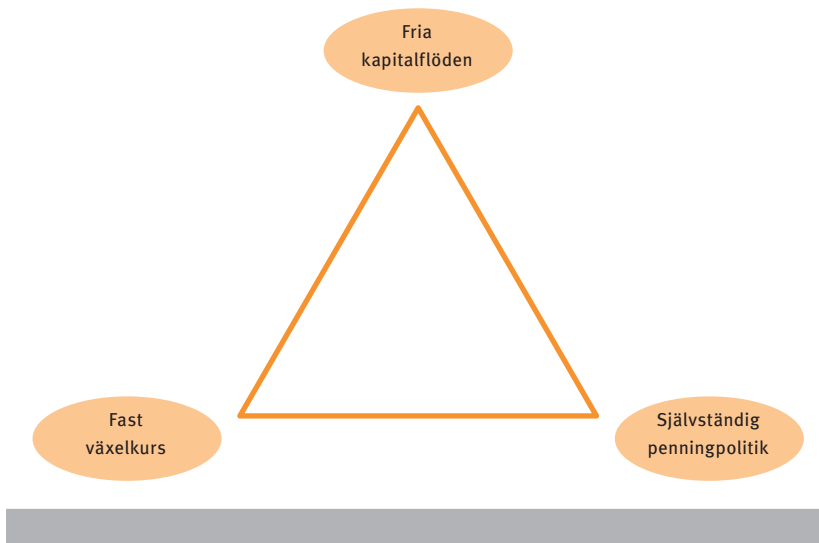 Fria
kapitalflöden
Fast
växelkurs
Självständig
penningpolitik